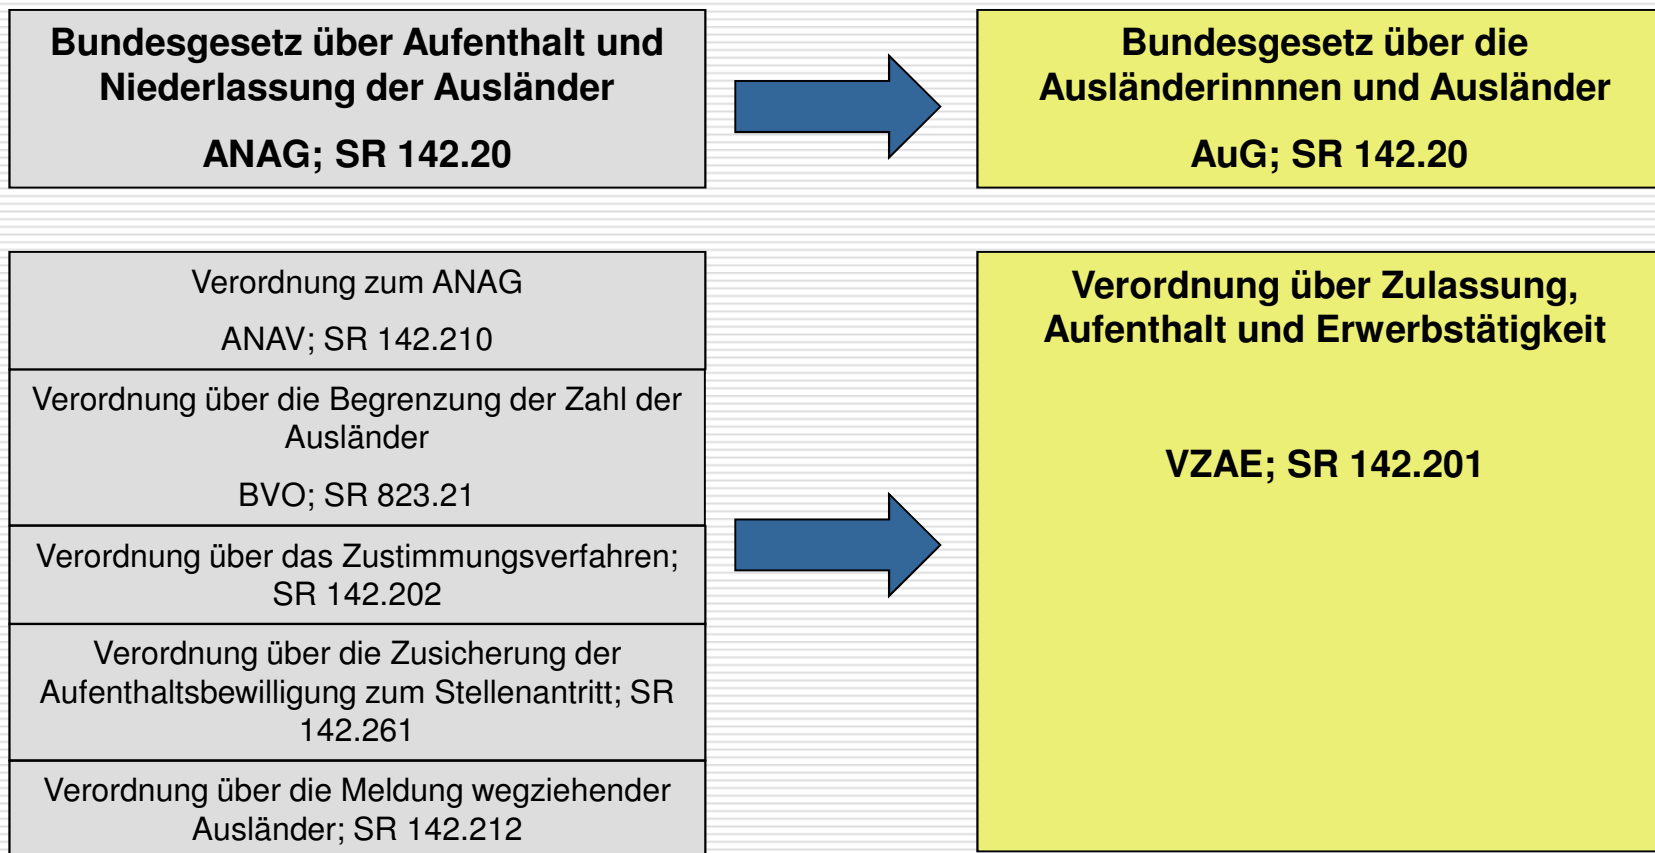 Bundesgesetz über Aufenthalt und
Niederlassung der Ausländer
ANAG; SR 142.20
Bundesgesetz über die
Ausländerinnnen und Ausländer
AuG; SR 142.20
Verordnung zum ANAG
ANAV; SR 142.210
Verordnung über die Begrenzung der Zahl der
Ausländer
BVO; SR 823.21
Verordnung über das Zustimmungsverfahren;
SR 142.202
Verordnung über die Zusicherung der
Aufenthaltsbewilligung zum Stellenantritt; SR
142.261
Verordnung über die Meldung wegziehender
Ausländer; SR 142.212
Verordnung über Zulassung,
Aufenthalt und Erwerbstätigkeit
VZAE; SR 142.201